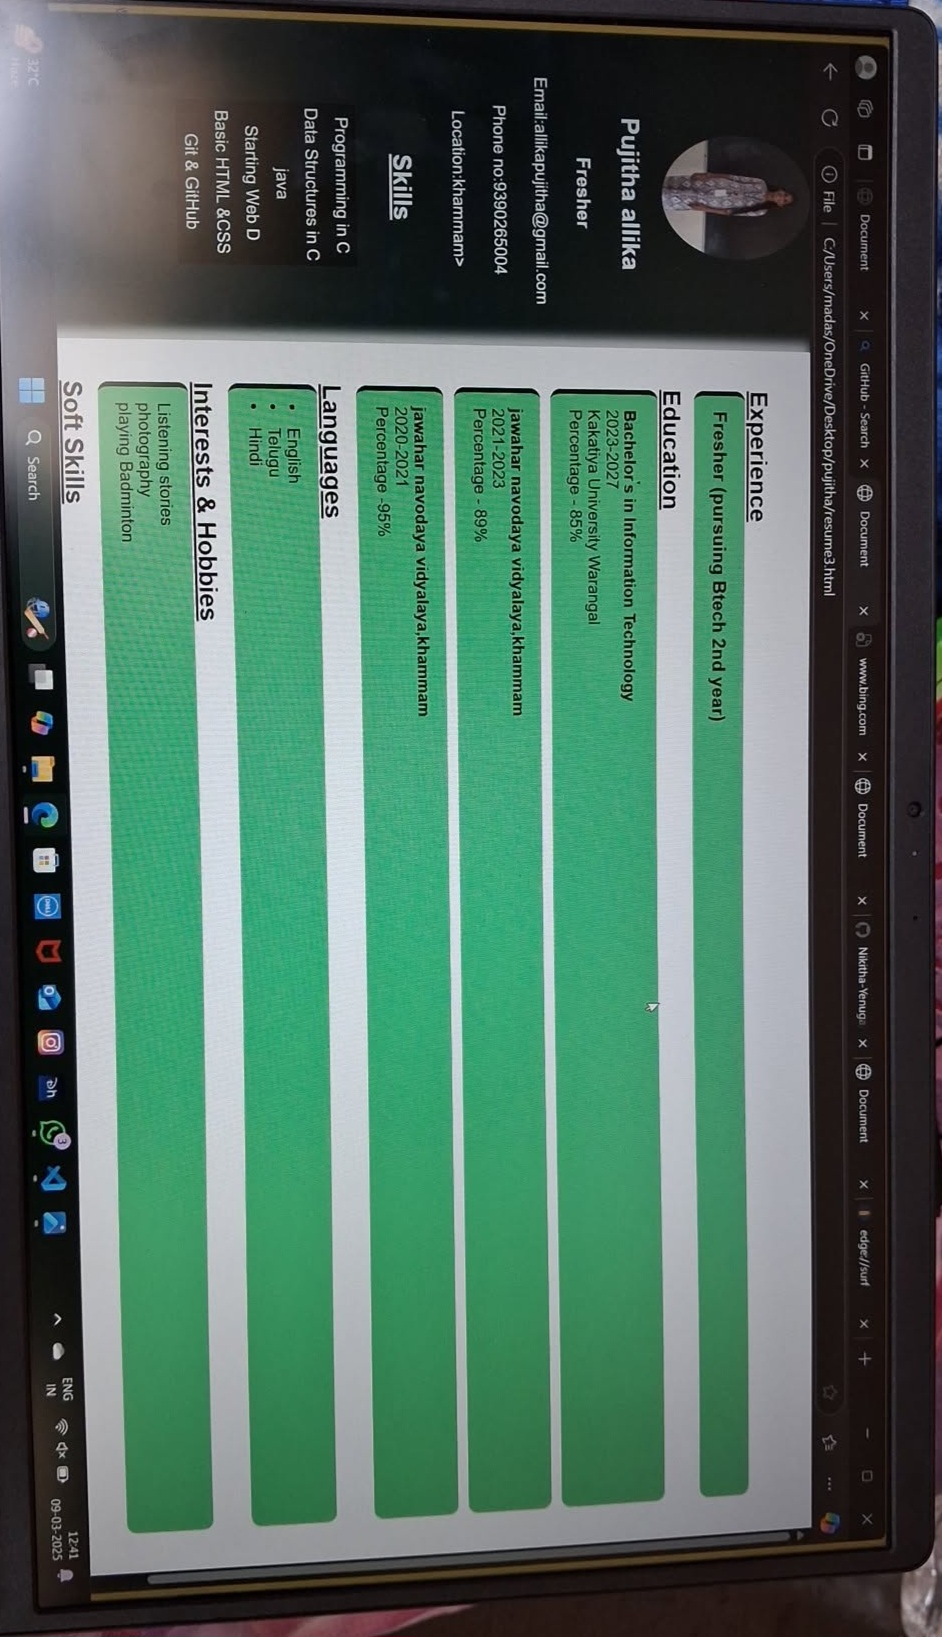 Document
GitHub - Search
Document
www.bing.com
Document
Nikitha-Yenuga
Document
edge://surf
File
C:/Users/madas/OneDrive/Desktop/pujitha/resume3.html
Pujitha allika
Fresher
Email:allikapujitha@gmail.com
Phone no:9390265004
Location:khammam>
Skills
Programming in C
Data Structures in C
java
Starting Web D
Basic HTML &CSS
Git & GitHub
Experience
Fresher (pursuing Btech 2nd year)
Education
Bachelor's in Information Technology
2023-2027
Kakatiya University Warangal
Percentage - 85%
jawahar navodaya vidyalaya,khammam
2021-2023
Percentage - 89%
jawahar navodaya vidyalaya,khammam
2020-2021
Percentage -95%
Languages
• English
• Telugu
• Hindi
Interests & Hobbies
Listening stories
photography
playing Badminton
Soft Skills
32°C
Haze
Search
DELL
3
ENG
IN
12:41
09-03-2025